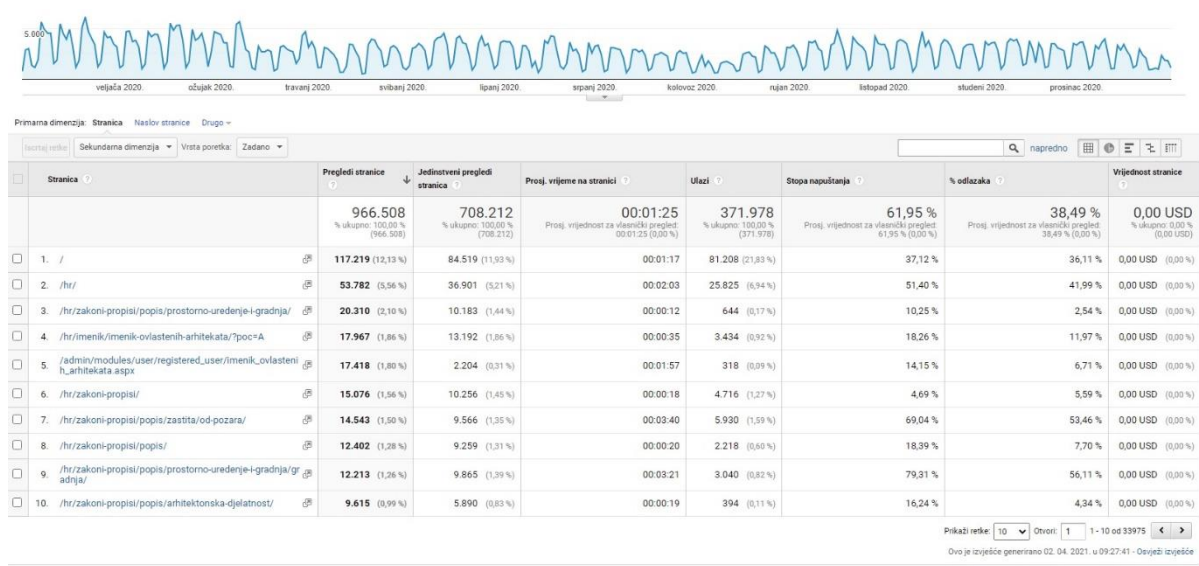 5.000
veljača 2020. ožujak 2020. travanj 2020. svibanj 2020. lipanj 2020. srpanj 2020. kolovoz 2020. rujan 2020. listopad 2020. studeni 2020. prosinac 2020.
Primarna dimenzija: Stranica Naslov stranice Drugo
Iscrtaj retke Sekundarna dimenzija Vrsta poretka: Zadano napredno
Stranica ? Pregledi stranice ? Jedinstveni pregledi stranica ? Prosj. vrijeme na stranici ? Ulazi ? Stopa napuštanja ? % odlazaka ? Vrijednost stranice ?
966.508 708.212 00:01:25 371.978 61,95 % 38,49 % 0,00 USD
% ukupno: 100,00 % % ukupno: 100,00 % Prosj. vrijednost za vlasnički pregled: % ukupno: 100,00 % Prosj. vrijednost za vlasnički pregled: Prosj. vrijednost za vlasnički pregled: % ukupno: 0,00 %
(966.508) (708.212) 00:01:25 (0,00 %) (371.978) 61,95 % (0,00 %) 38,49 % (0,00 %) (0,00 USD)
1. / 117.219 (12,13 %) 84.519 (11,93 %) 00:01:17 81.208 (21,83 %) 37,12 % 36,11 % 0,00 USD (0,00 %)
2. /hr/ 53.782 (5,56 %) 36.901 (5,21 %) 00:02:03 25.825 (6,94 %) 51,40 % 41,99 % 0,00 USD (0,00 %)
3. /hr/zakoni-propisi/popis/prostorno-uredenje-i-gradnja/ 20.310 (2,10 %) 10.183 (1,44 %) 00:00:12 644 (0,17 %) 10,25 % 2,54 % 0,00 USD (0,00 %)
4. /hr/imenik/imenik-ovlastenih-arhitekata/?poc=A 17.967 (1,86 %) 13.192 (1,86 %) 00:00:35 3.434 (0,92 %) 18,26 % 11,97 % 0,00 USD (0,00 %)
5. /admin/modules/user/registered_user/imenik_ovlasteni
h_arhitekata.aspx 17.418 (1,80 %) 2.204 (0,31 %) 00:01:57 318 (0,09 %) 14,15 % 6,71 % 0,00 USD (0,00 %)
6. /hr/zakoni-propisi/ 15.076 (1,56 %) 10.256 (1,45 %) 00:00:18 4.716 (1,27 %) 4,69 % 5,59 % 0,00 USD (0,00 %)
7. /hr/zakoni-propisi/popis/zastita/od-pozara/ 14.543 (1,50 %) 9.566 (1,35 %) 00:03:40 5.930 (1,59 %) 69,04 % 53,46 % 0,00 USD (0,00 %)
8. /hr/zakoni-propisi/popis/ 12.402 (1,28 %) 9.259 (1,31 %) 00:00:20 2.218 (0,60 %) 18,39 % 7,70 % 0,00 USD (0,00 %)
9. /hr/zakoni-propisi/popis/prostorno-uredenje-i-gradnja/gr
adnja/ 12.213 (1,26 %) 9.865 (1,39 %) 00:03:21 3.040 (0,82 %) 79,31 % 56,11 % 0,00 USD (0,00 %)
10. /hr/zakoni-propisi/popis/arhitektonska-djelatnost/ 9.615 (0,99 %) 5.890 (0,83 %) 00:00:19 394 (0,11 %) 16,24 % 4,34 % 0,00 USD (0,00 %)
Prikaži retke: 10 Otvori: 1 1 - 10 od 33975
Ovo je izvješće generirano 02. 04. 2021. u 09:27:41 - Osvježi izvješće